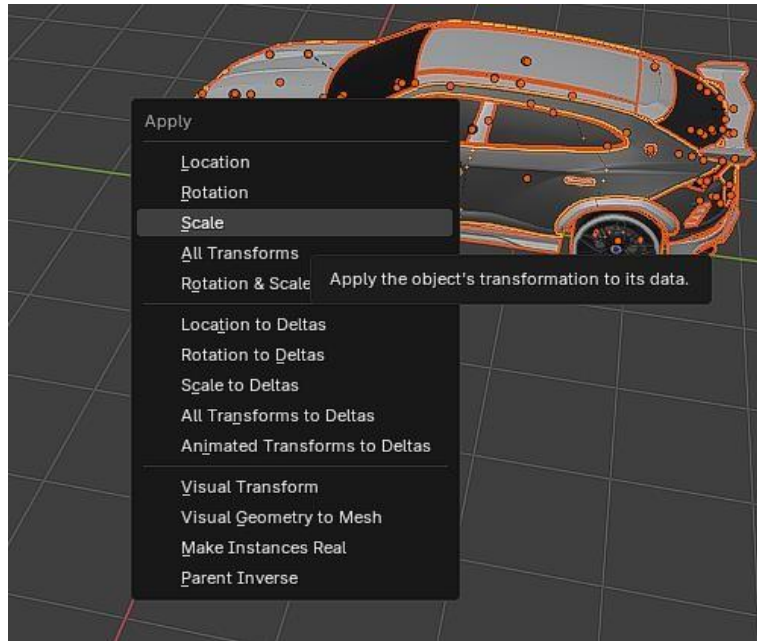 Apply
Location
Rotation
Scale
All Transforms
Rotation & Scale
Apply the object's transformation to its data.
Location to Deltas
Rotation to Deltas
Scale to Deltas
All Transforms to Deltas
Animated Transforms to Deltas
Visual Transform
Visual Geometry to Mesh
Make Instances Real
Parent Inverse